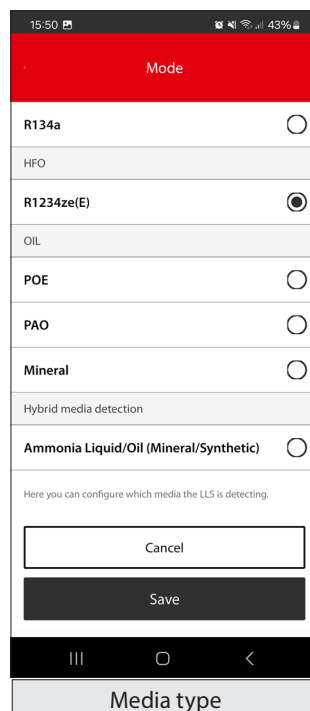 15:50 43%
Mode
R134a
HFO
R1234ze(E)
OIL
POE
PAO
Mineral
Hybrid media detection
Ammonia Liquid/Oil (Mineral/Synthetic)
Here you can configure which media the LLS is detecting.
Cancel
Save
Media type